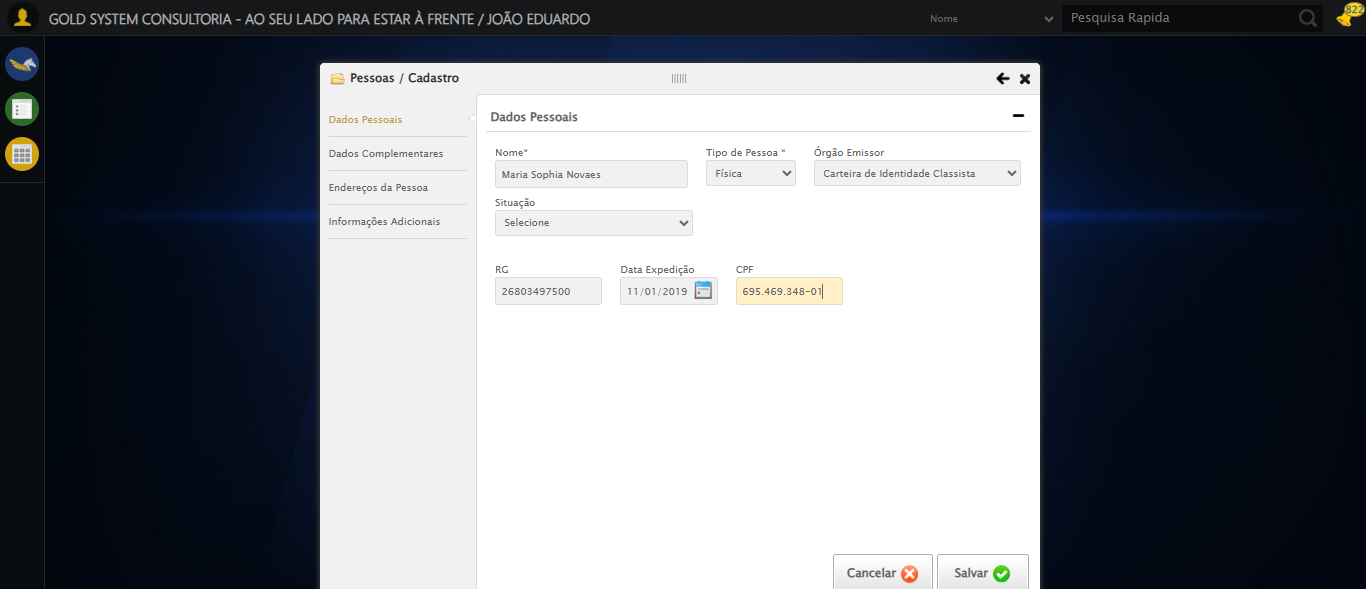 GOLD SYSTEM CONSULTORIA - AO SEU LADO PARA ESTAR À FRENTE / JOÃO EDUARDO
Nome
Pesquisa Rapida
822
Pessoas / Cadastro
Dados Pessoais
Dados Complementares
Endereços da Pessoa
Informações Adicionais
Dados Pessoais
Nome* Tipo de Pessoa * Órgão Emissor
Maria Sophia Novaes Física Carteira de Identidade Classista
Situação
Selecione
RG Data Expedição CPF
26803497500 11/01/2019 695.469.348-01
Cancelar Salvar